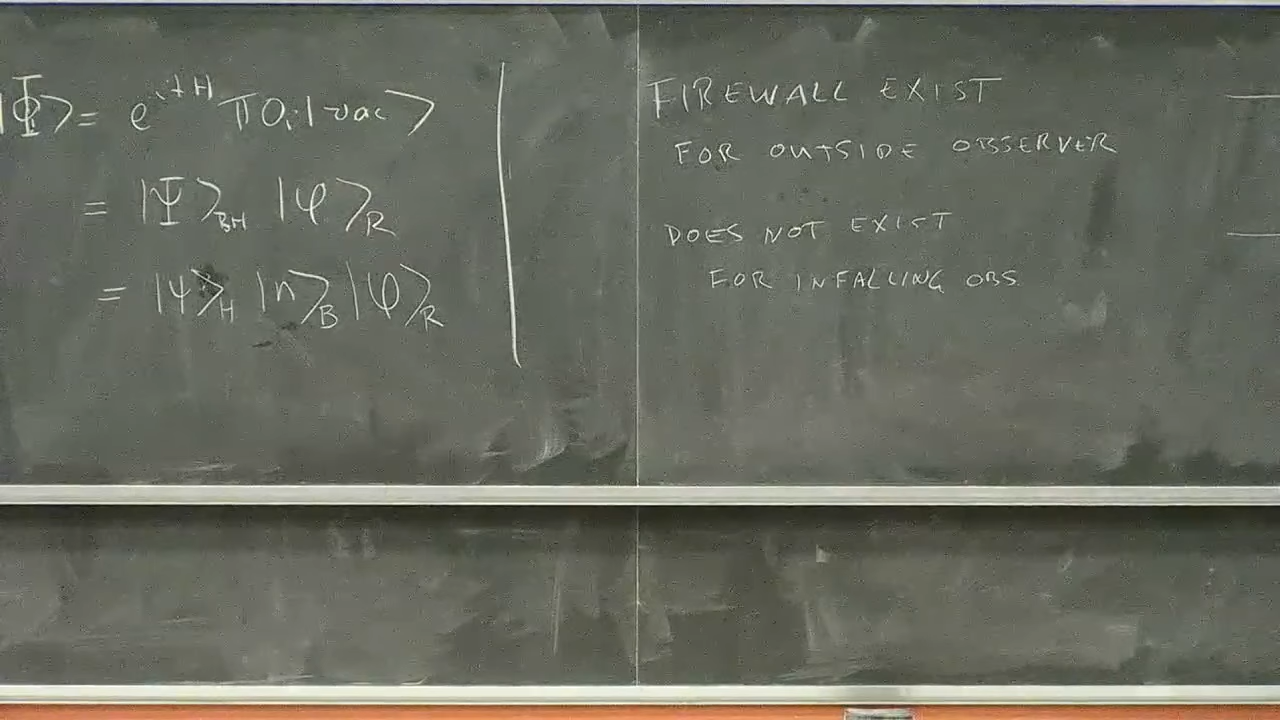 |Φ⟩ = e^{itH} π O_i |vac⟩
= |Ψ⟩_BH |φ⟩_R
= |ψ⟩_H |n⟩_B |φ⟩_R
FIREWALL EXIST
FOR OUTSIDE OBSERVER
DOES NOT EXIST
FOR INFALLING OBS.